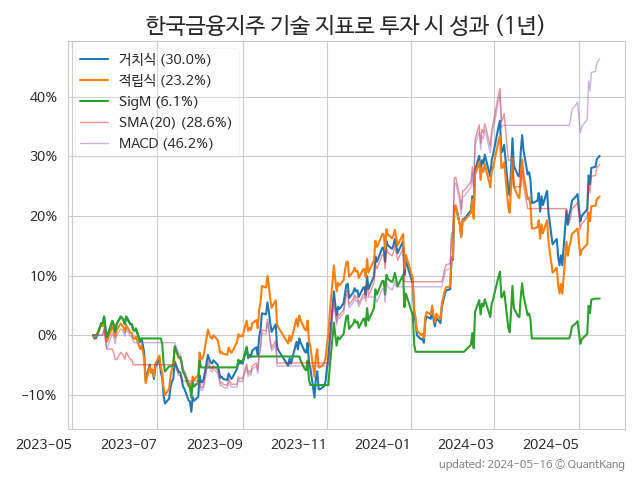 한국금융지주 기술 지표로 투자 시 성과 (1년)
거치식 (30.0%)
적립식 (23.2%)
SigM (6.1%)
SMA(20) (28.6%)
MACD (46.2%)
40%
30%
20%
10%
0%
−10%
2023-05 2023-07 2023-09 2023-11 2024-01 2024-03 2024-05
updated: 2024-05-16 ⓒ QuantKang